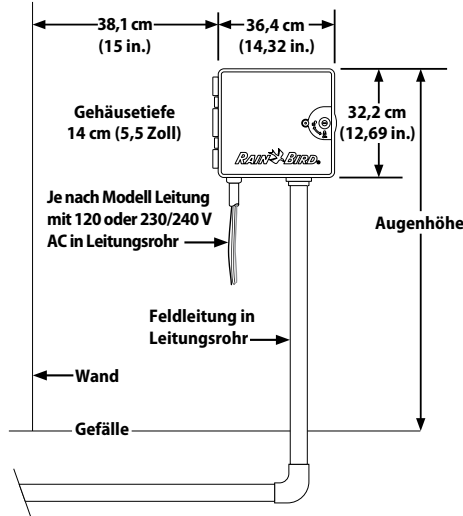 38,1 cm
(15 in.)
36,4 cm
(14,32 in.)
Gehäusetiefe
14 cm (5,5 Zoll)
32,2 cm
(12,69 in.)
RAIN BIRD®
Je nach Modell Leitung
mit 120 oder 230/240 V
AC in Leitungsrohr
Augenhöhe
Feldleitung in
Leitungsrohr
Wand
Gefälle